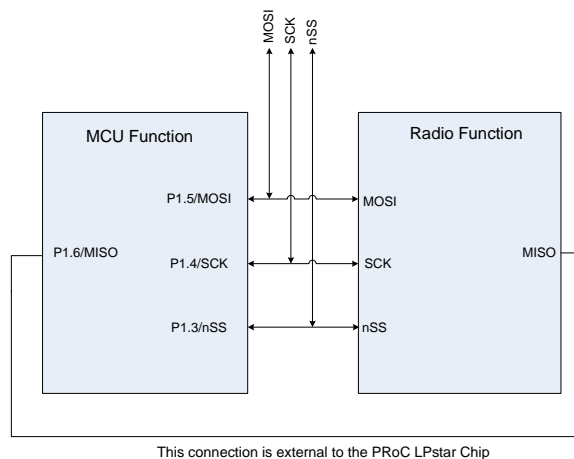 MOSI
SCK
nSS
MCU Function
Radio Function
P1.5/MOSI
MOSI
P1.6/MISO
P1.4/SCK
SCK
MISO
P1.3/nSS
nSS
This connection is external to the PRoC LPstar Chip